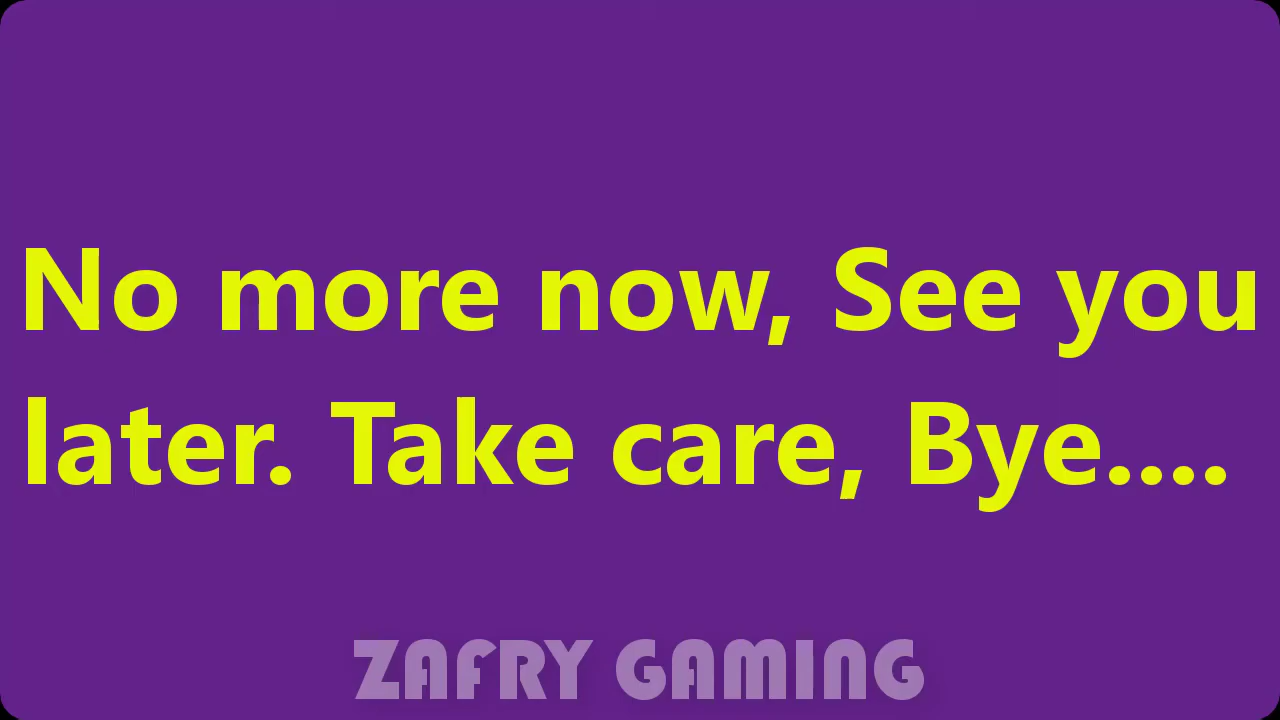 No more now, See you
later. Take care, Bye....
ZAFRY GAMING